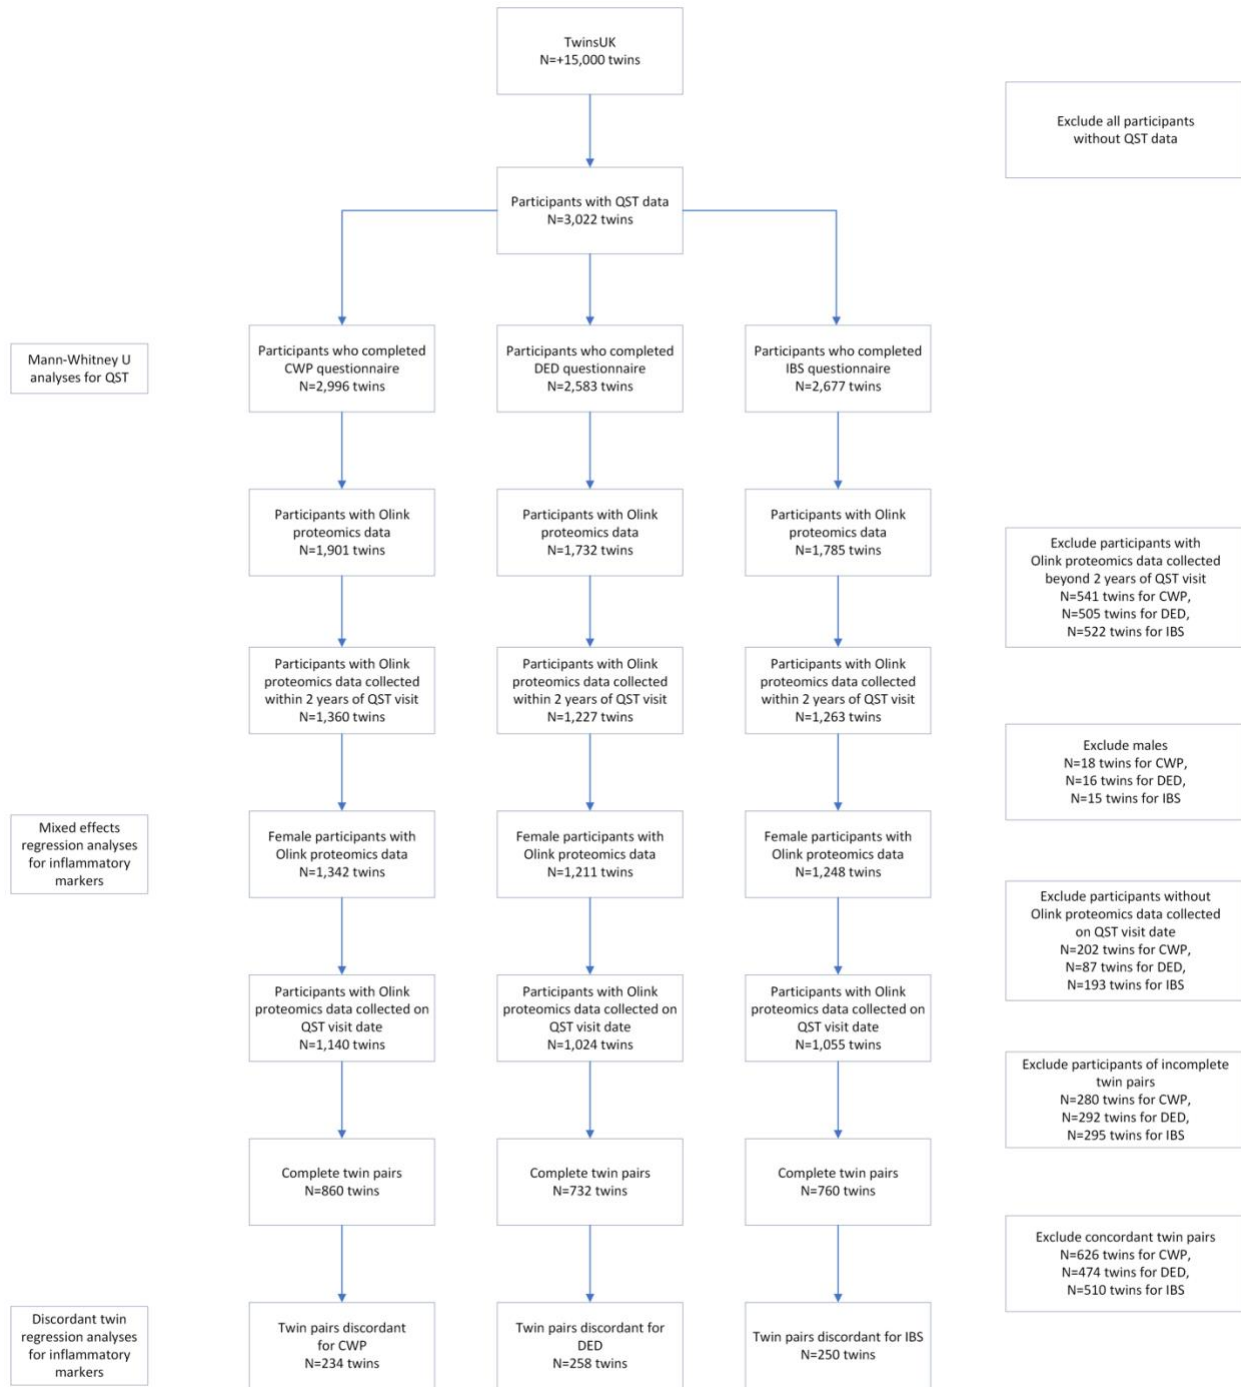 TwinsUK
N=+15,000 twins
Exclude all participants
without QST data
Participants with QST data
N=3,022 twins
Mann-Whitney U
analyses for QST
Participants who completed
CWP questionnaire
N=2,996 twins
Participants who completed
DED questionnaire
N=2,583 twins
Participants who completed
IBS questionnaire
N=2,677 twins
Participants with Olink
proteomics data
N=1,901 twins
Participants with Olink
proteomics data
N=1,732 twins
Participants with Olink
proteomics data
N=1,785 twins
Exclude participants with
Olink proteomics data collected
beyond 2 years of QST visit
N=541 twins for CWP,
N=505 twins for DED,
N=522 twins for IBS
Participants with Olink
proteomics data collected
within 2 years of QST visit
N=1,360 twins
Participants with Olink
proteomics data collected
within 2 years of QST visit
N=1,227 twins
Participants with Olink
proteomics data collected
within 2 years of QST visit
N=1,263 twins
Exclude males
N=18 twins for CWP,
N=16 twins for DED,
N=15 twins for IBS
Mixed effects
regression analyses
for inflammatory
markers
Female participants with
Olink proteomics data
N=1,342 twins
Female participants with
Olink proteomics data
N=1,211 twins
Female participants with
Olink proteomics data
N=1,248 twins
Exclude participants without
Olink proteomics data collected
on QST visit date
N=202 twins for CWP,
N=87 twins for DED,
N=193 twins for IBS
Participants with Olink
proteomics data collected on
QST visit date
N=1,140 twins
Participants with Olink
proteomics data collected on
QST visit date
N=1,024 twins
Participants with Olink
proteomics data collected on
QST visit date
N=1,055 twins
Exclude participants of incomplete
twin pairs
N=280 twins for CWP,
N=292 twins for DED,
N=295 twins for IBS
Complete twin pairs
N=860 twins
Complete twin pairs
N=732 twins
Complete twin pairs
N=760 twins
Exclude concordant twin pairs
N=626 twins for CWP,
N=474 twins for DED,
N=510 twins for IBS
Discordant twin
regression analyses
for inflammatory
markers
Twin pairs discordant
for CWP
N=234 twins
Twin pairs discordant for
DED
N=258 twins
Twin pairs discordant for IBS
N=250 twins